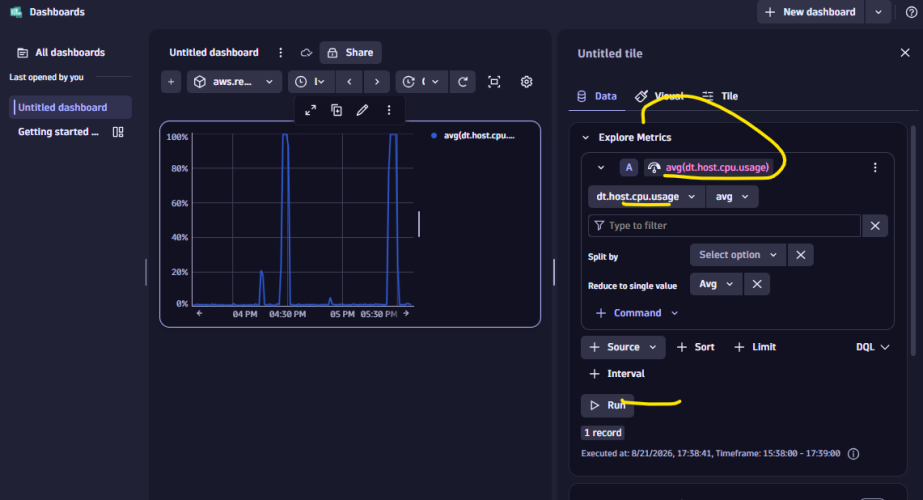 Dashboards
New dashboard
All dashboards
Last opened by you
Untitled dashboard
Getting started ...
Untitled dashboard
Share
aws.re...
100%
80%
60%
40%
20%
0%
04 PM
04:30 PM
05 PM
05:30 PM
avg(dt.host.cpu....
Untitled tile
Data
Visual
Tile
Explore Metrics
A
avg(dt.host.cpu.usage)
dt.host.cpu.usage
avg
Type to filter
Split by
Select option
Reduce to single value
Avg
Command
Source
Sort
Limit
DQL
Interval
Run
1 record
Executed at: 8/21/2026, 17:38:41, Timeframe: 15:38:00 - 17:39:00